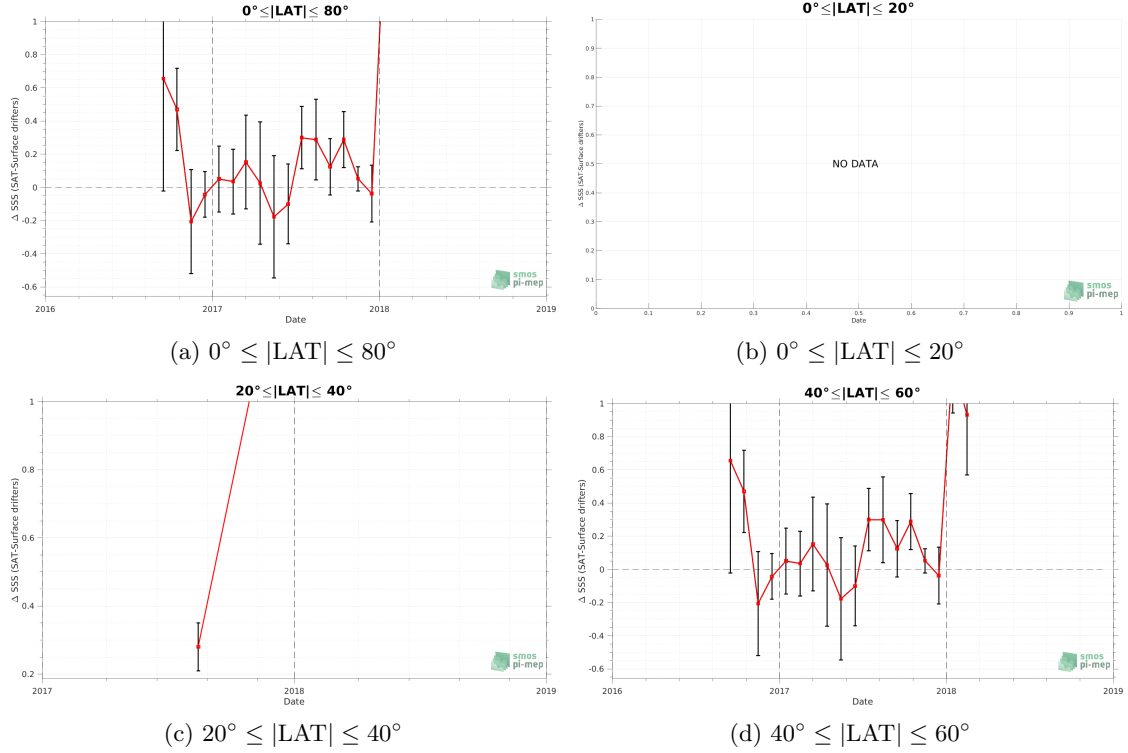 0°≤|LAT|≤ 80°
1
0.8
0.6
0.4
0.2
0
-0.2
-0.4
-0.6
Δ SSS (SAT-Surface drifters)
2016
2017
2018
2019
Date
smos
pi-mep
(a) 0° ≤ |LAT| ≤ 80°
0°≤|LAT|≤ 20°
1
0.9
0.8
0.7
0.6
0.5
0.4
0.3
0.2
0.1
0
Δ SSS (SAT-Surface drifters)
NO DATA
0
0.1
0.2
0.3
0.4
0.5
0.6
0.7
0.8
0.9
1
Date
smos
pi-mep
(b) 0° ≤ |LAT| ≤ 20°
20°≤|LAT|≤ 40°
1
0.8
0.6
0.4
0.2
Δ SSS (SAT-Surface drifters)
2017
2018
2019
Date
smos
pi-mep
(c) 20° ≤ |LAT| ≤ 40°
40°≤|LAT|≤ 60°
1
0.8
0.6
0.4
0.2
0
-0.2
-0.4
-0.6
Δ SSS (SAT-Surface drifters)
2016
2017
2018
2019
Date
smos
pi-mep
(d) 40° ≤ |LAT| ≤ 60°